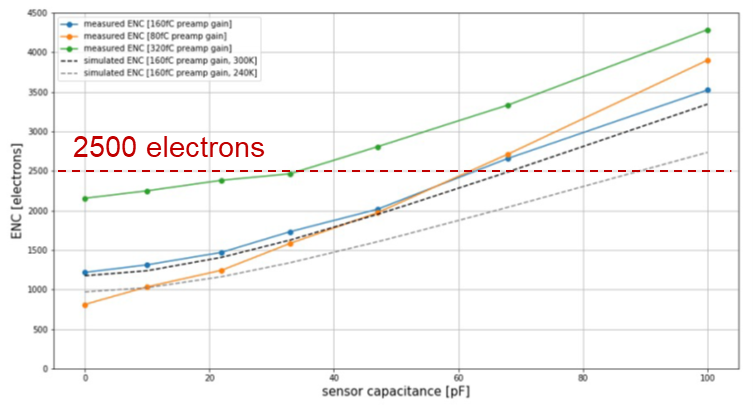 4500
4000
3500
3000
2500
2000
1500
1000
500
0
ENC [electrons]
measured ENC [160fC preamp gain]
measured ENC [80fC preamp gain]
measured ENC [320fC preamp gain]
simulated ENC [160fC preamp gain, 300K]
simulated ENC [160fC preamp gain, 240K]
2500 electrons
0 20 40 60 80 100
sensor capacitance [pF]